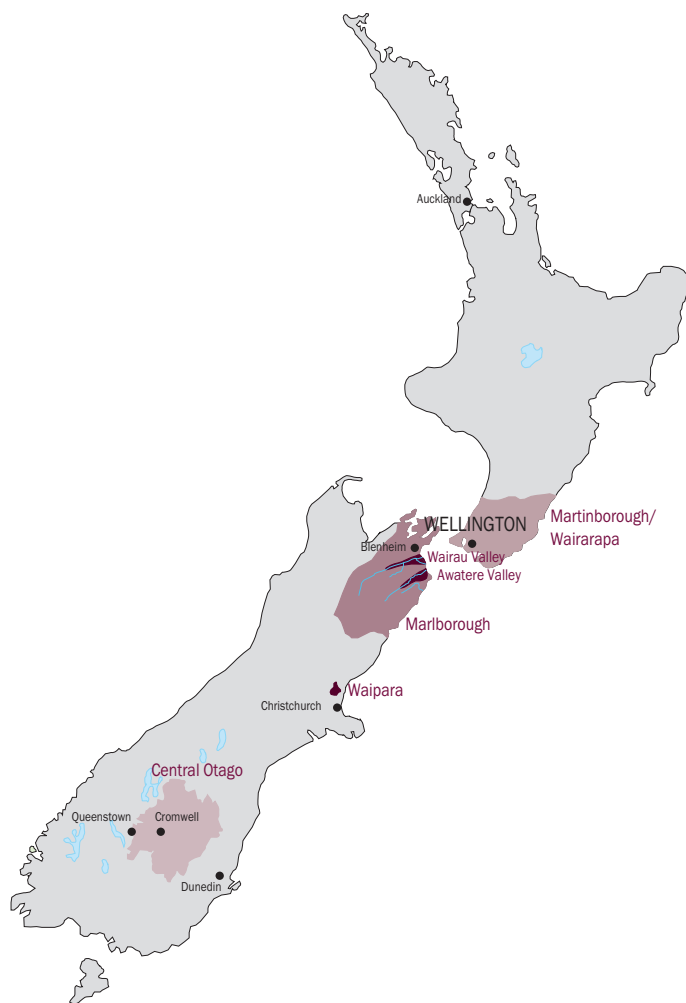 Auckland
WELLINGTON
Martinborough/
Wairarapa
Blenheim
Wairau Valley
Awatere Valley
Marlborough
Waipara
Christchurch
Central Otago
Queenstown
Cromwell
Dunedin